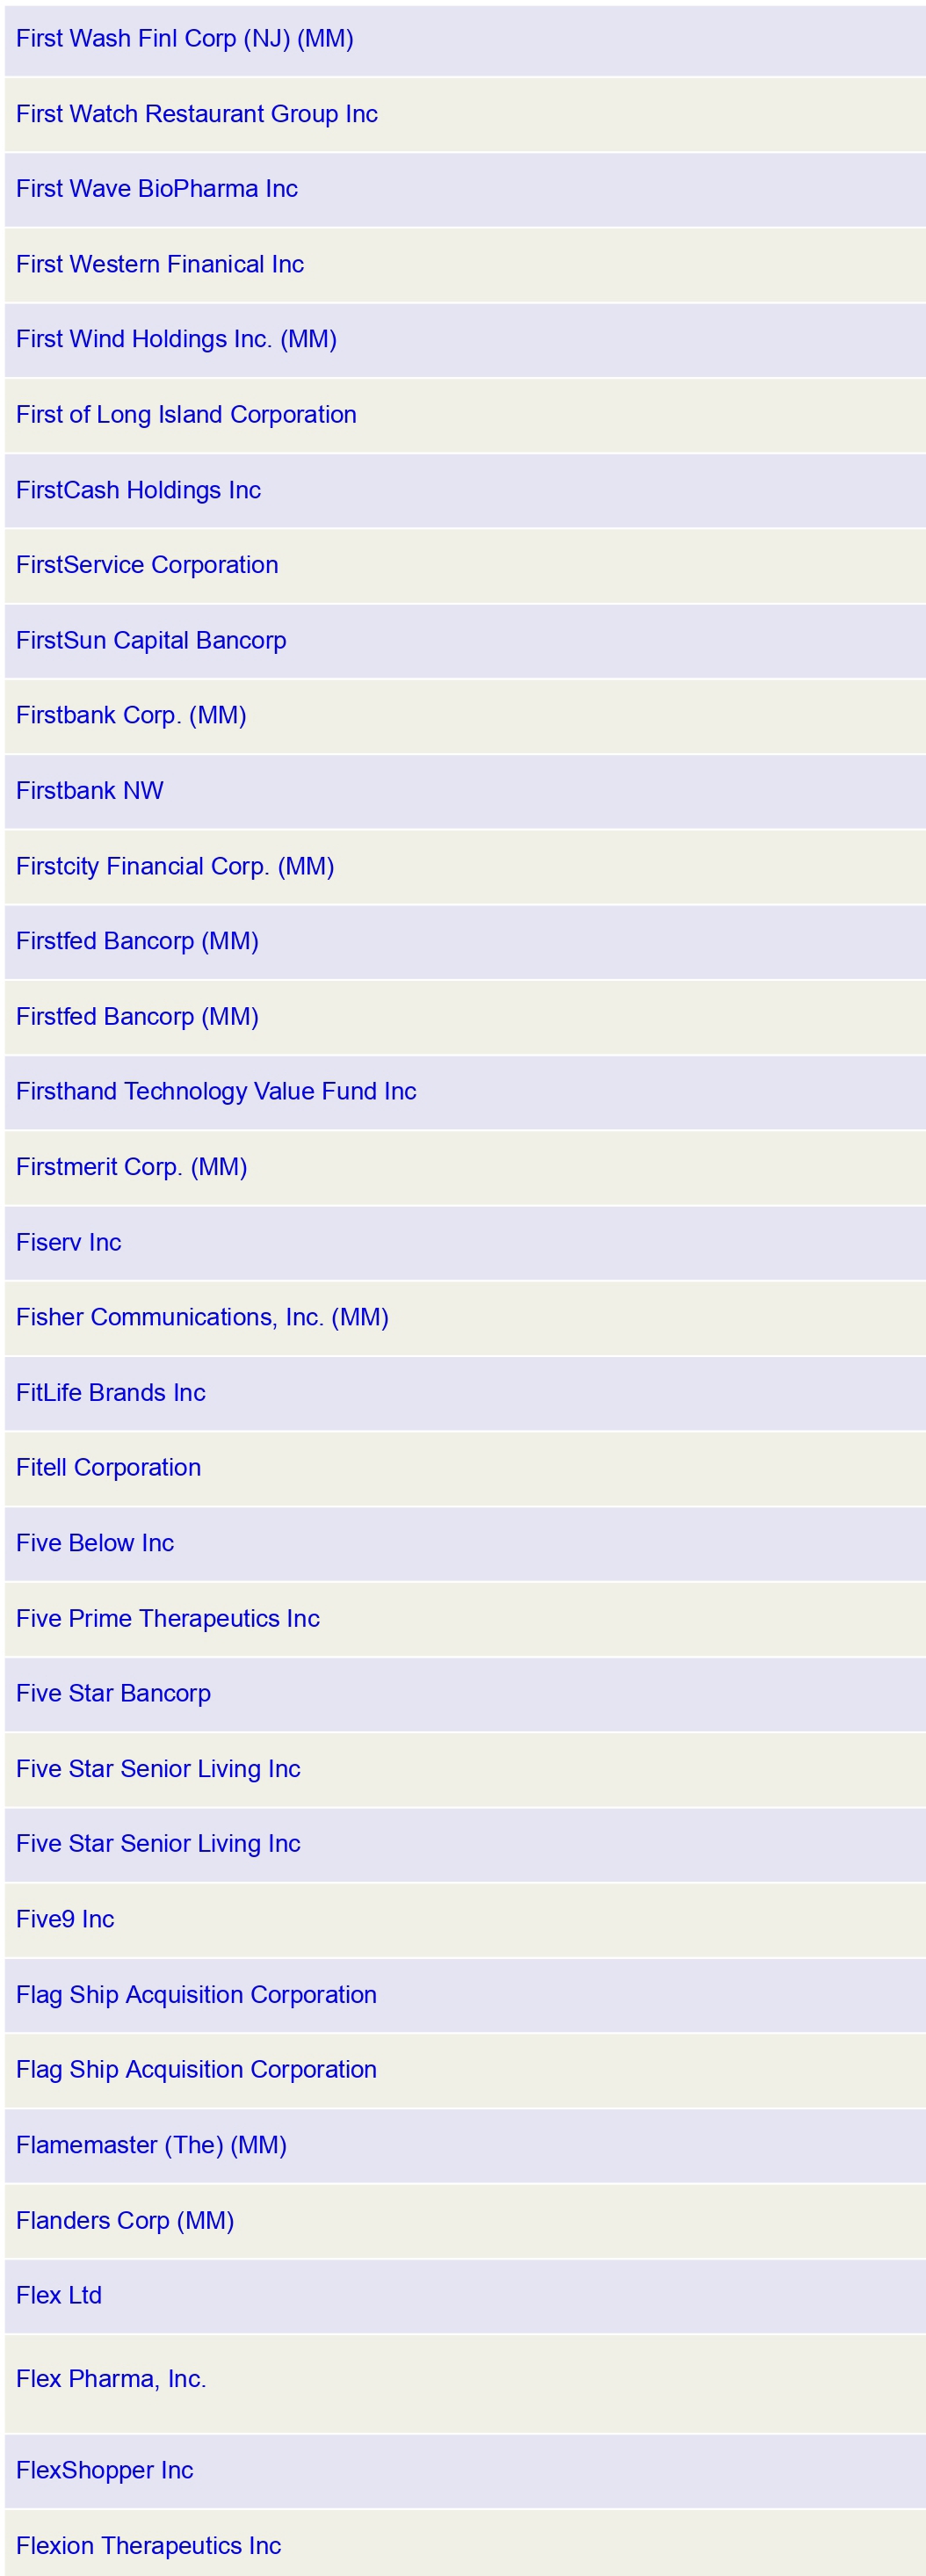 First Wash Finl Corp (NJ) (MM)
First Watch Restaurant Group Inc
First Wave BioPharma Inc
First Western Finanical Inc
First Wind Holdings Inc. (MM)
First of Long Island Corporation
FirstCash Holdings Inc
FirstService Corporation
FirstSun Capital Bancorp
Firstbank Corp. (MM)
Firstbank NW
Firstcity Financial Corp. (MM)
Firstfed Bancorp (MM)
Firstfed Bancorp (MM)
Firsthand Technology Value Fund Inc
Firstmerit Corp. (MM)
Fiserv Inc
Fisher Communications, Inc. (MM)
FitLife Brands Inc
Fitell Corporation
Five Below Inc
Five Prime Therapeutics Inc
Five Star Bancorp
Five Star Senior Living Inc
Five Star Senior Living Inc
Five9 Inc
Flag Ship Acquisition Corporation
Flag Ship Acquisition Corporation
Flamemaster (The) (MM)
Flanders Corp (MM)
Flex Ltd
Flex Pharma, Inc.
FlexShopper Inc
Flexion Therapeutics Inc